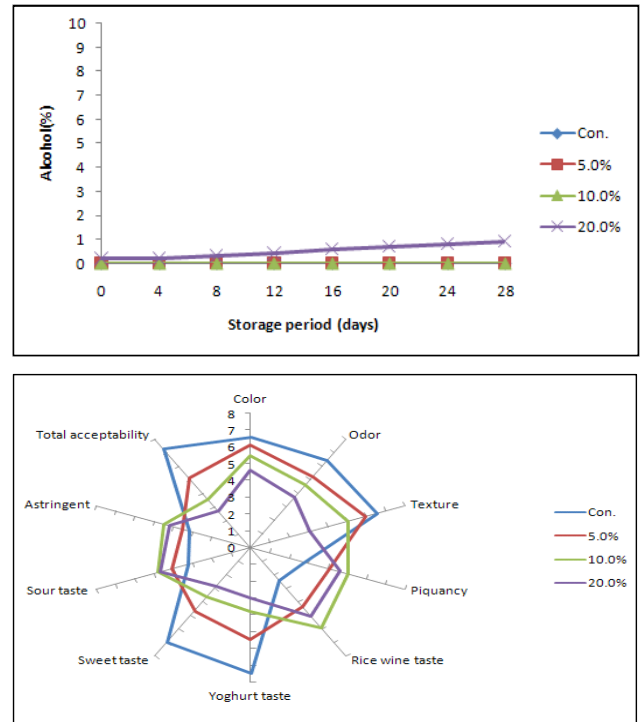 10
9
8
7
6
5
4
3
2
1
0
Alcohol(%)
0 4 8 12 16 20 24 28
Storage period (days)
Con.
5.0%
10.0%
20.0%
Color
Odor
Texture
Piquancy
Rice wine taste
Yoghurt taste
Sweet taste
Sour taste
Astringent
Total acceptability
8
7
6
5
4
3
2
1
0
Con.
5.0%
10.0%
20.0%